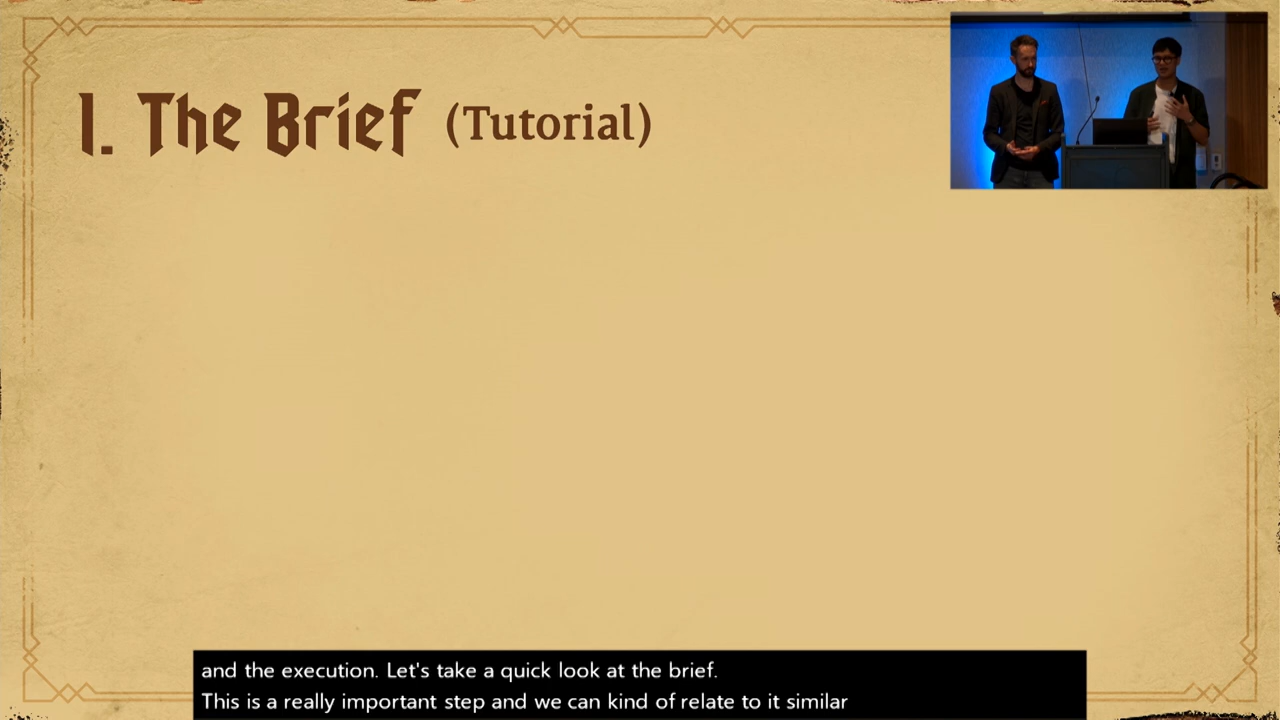 1. The Brief (Tutorial)
and the execution. Let's take a quick look at the brief.
This is a really important step and we can kind of relate to it similar